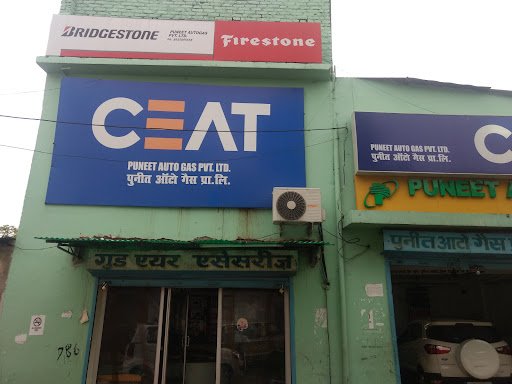 BRIDGESTONE
PUNEET AUTOGAS
PVT. LTD.
Firestone
CEAT
PUNEET AUTO GAS PVT. LTD.
पुनीत ऑटो गैस प्रा.लि.
C
PUNEET AUTO GAS PVT. LTD.
पुनीत ऑटो गैस प्रा.लि.
PUNEET A
गुड एयर एसेसरीज
पुनीत आटो गैस
786